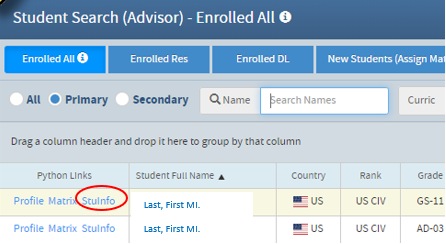 Student Search (Advisor) - Enrolled All i
Enrolled All i Enrolled Res Enrolled DL New Students (Assign Mat
All Primary Secondary Name Search Names Curric
Drag a column header and drop it here to group by that column
Python Links Student Full Name ▲ Country Rank Grade
Profile Matrix StuInfo Last, First MI. US US CIV GS-11
Profile Matrix StuInfo Last, First MI. US US CIV AD-03